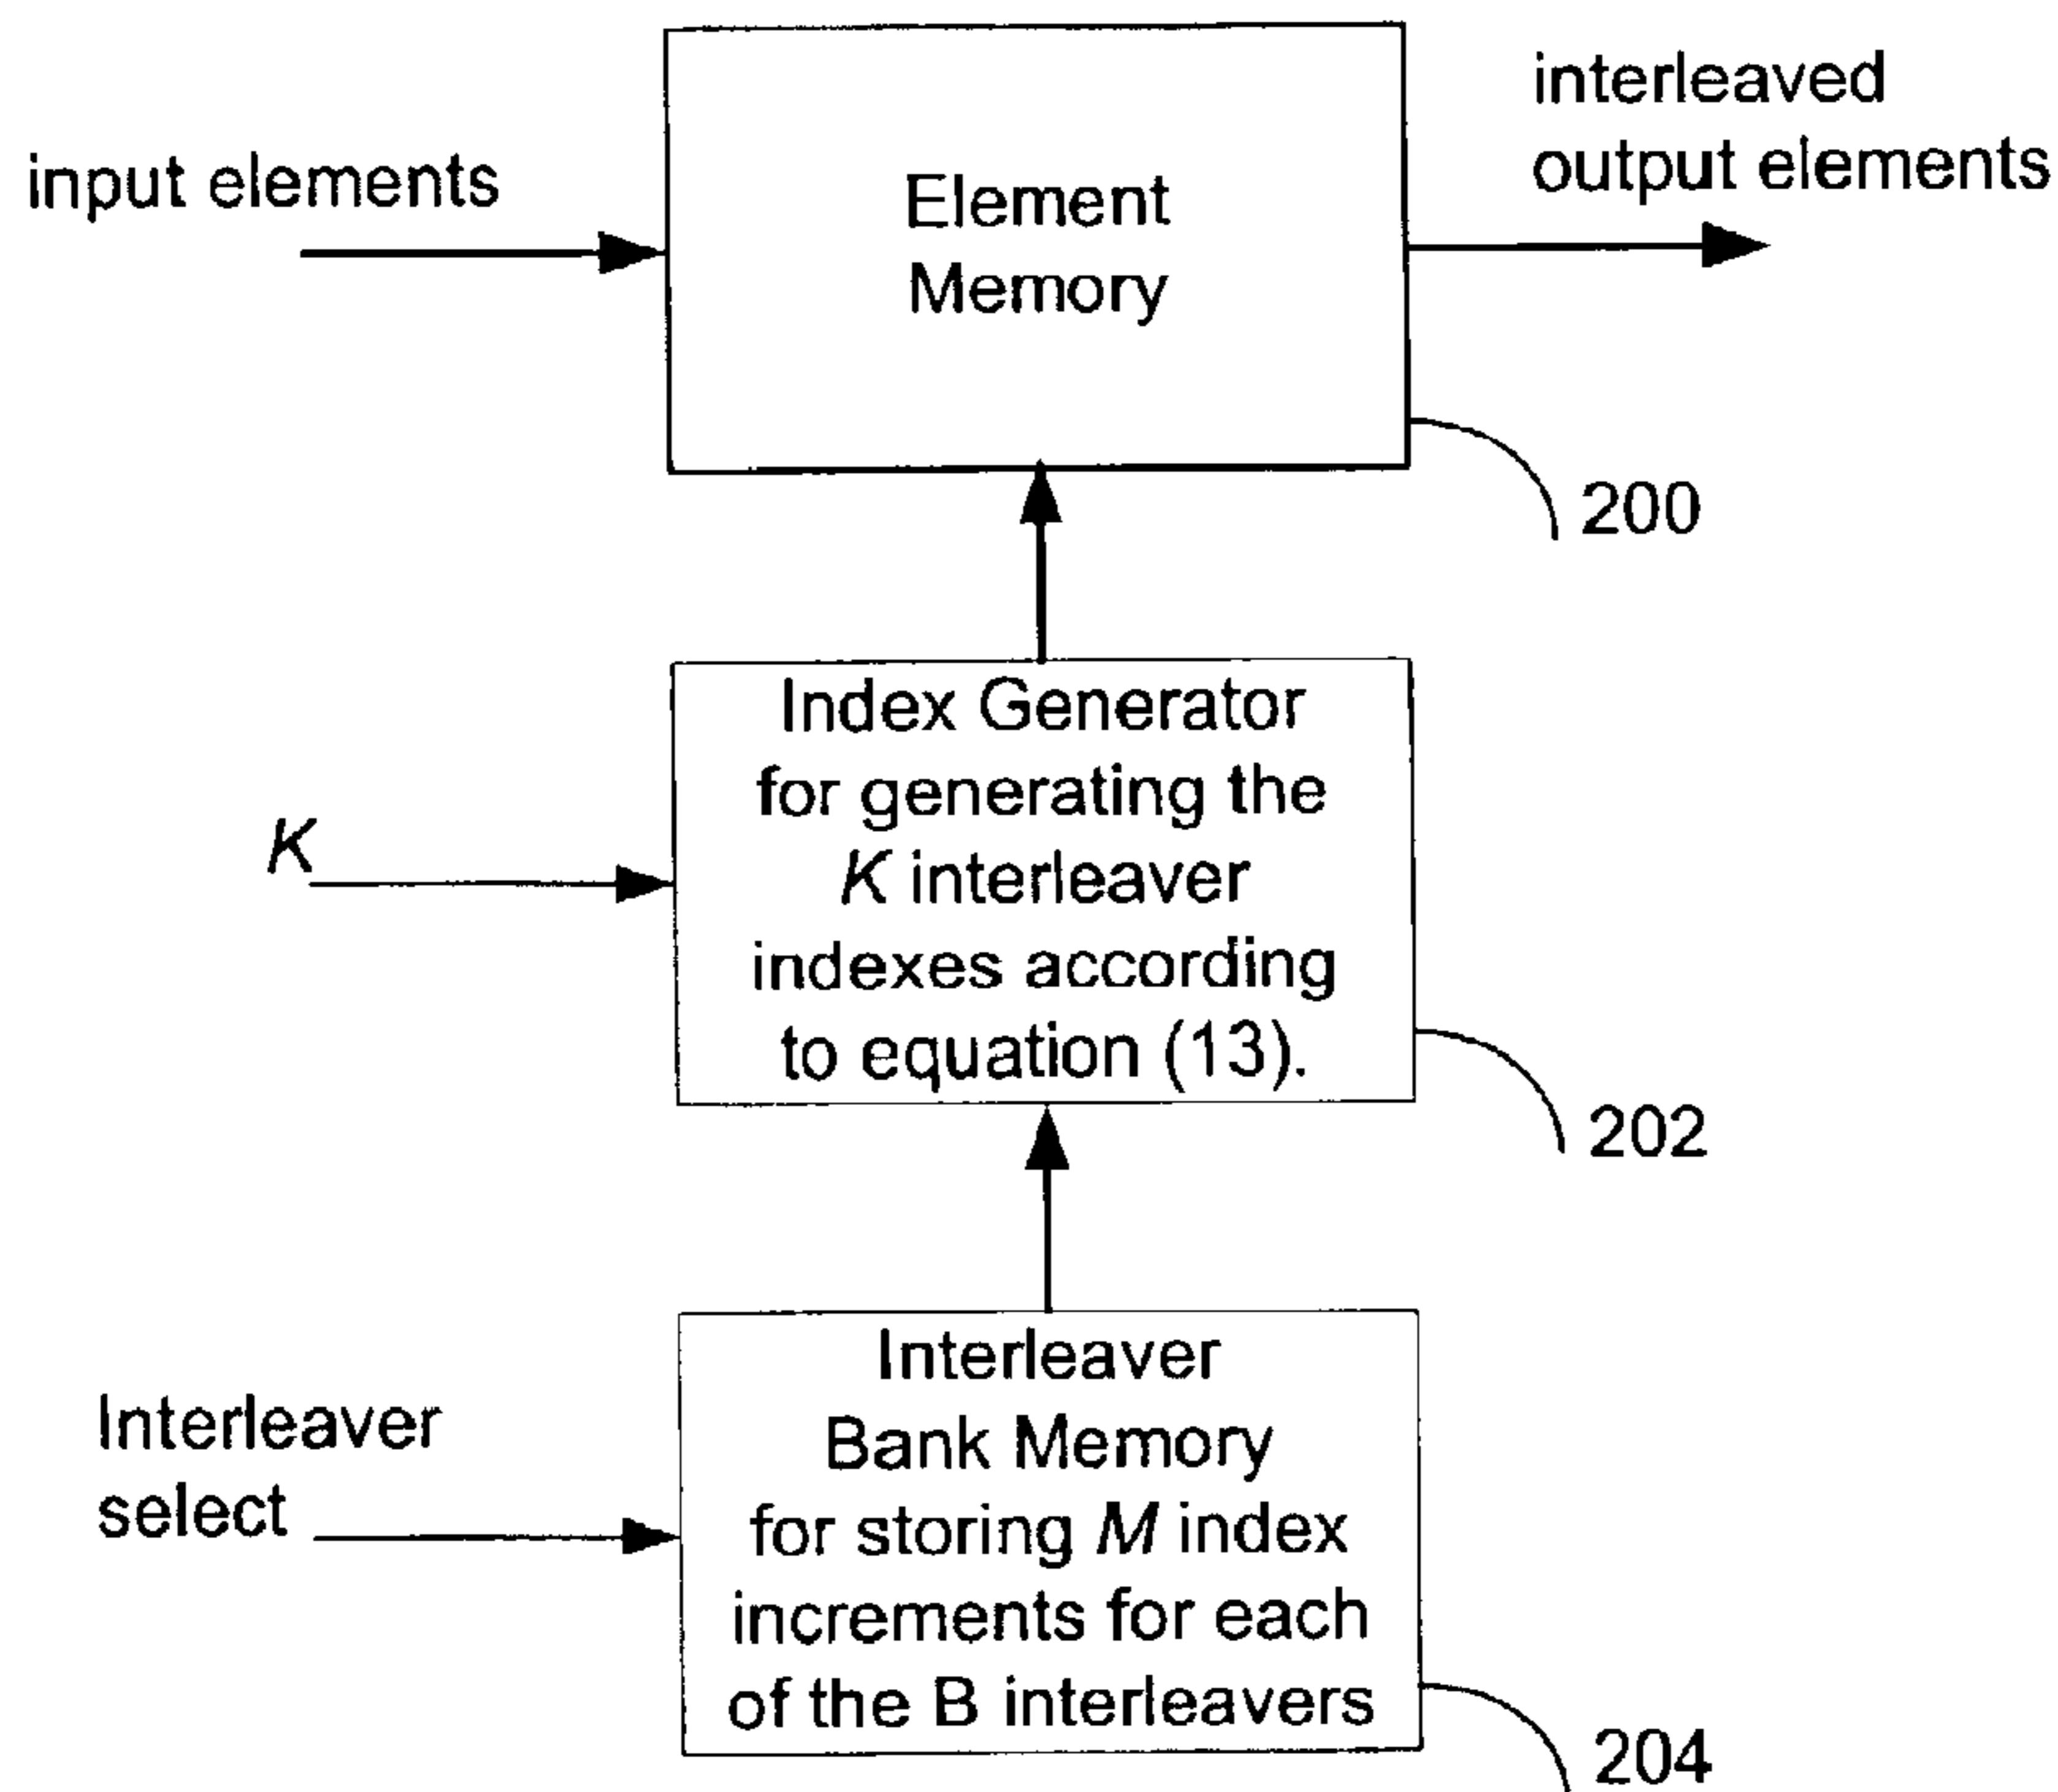 interleaved
output elements
input elements
Element
Memory
200
Index Generator
for generating the
K interleaver
indexes according
to equation (13).
K
202
Interleaver
Bank Memory
for storing M index
increments for each
of the B interleavers
Interleaver
select
204